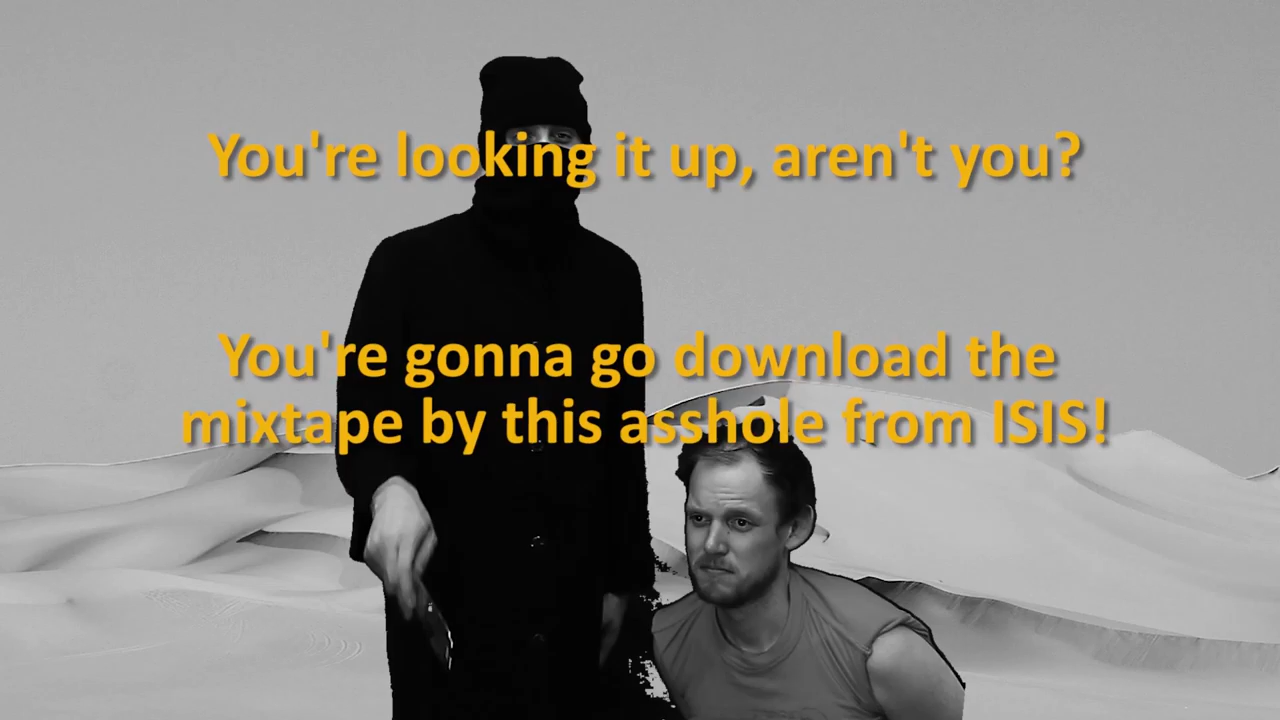 You're looking it up, aren't you?
You're gonna go download the
mixtape by this asshole from ISIS!